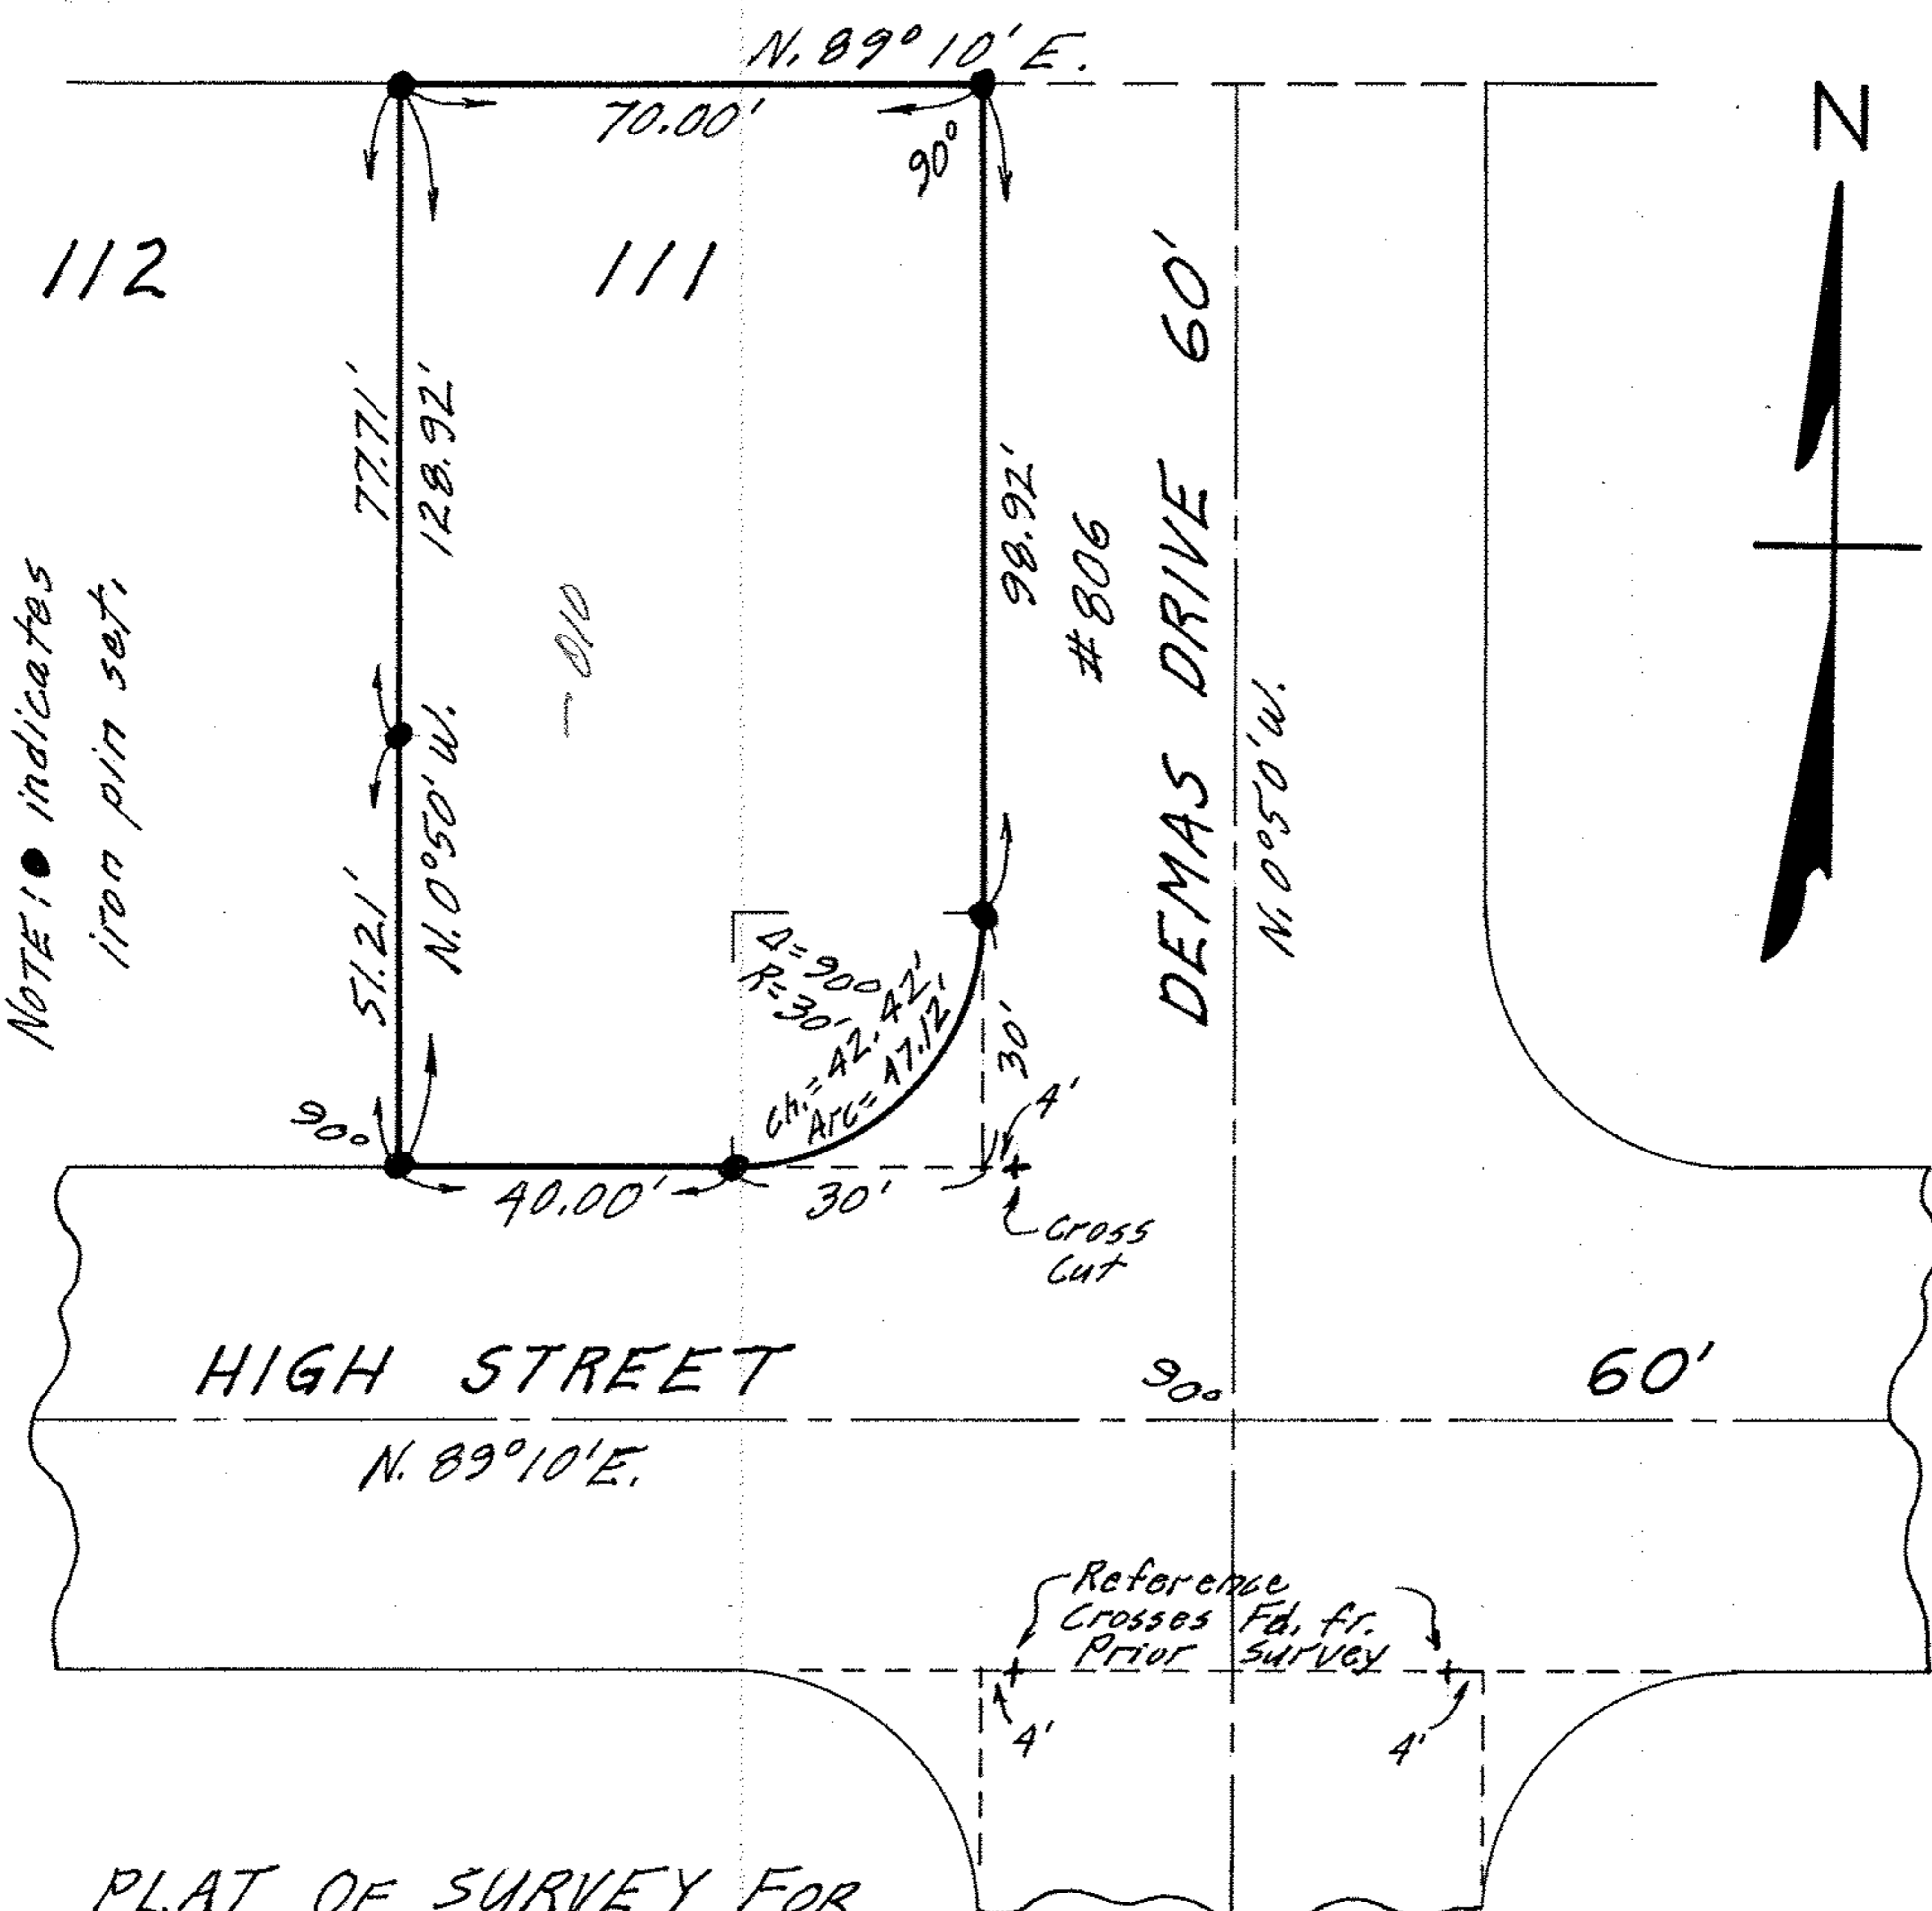 N. 89° 10' E.
70.00'
90°
N
112
111
77.71'
128.92'
DEMAS DRIVE 60'
98.92'
#806
N. 0°50' W.
NOTE: ● indicates
iron pin set.
-010
51.21'
N. 0°50' W.
Δ=90°
R=30'
Ch.= 42.42'
Arc= 47.12'
30'
4'
90°
40.00'
30'
Cross
Cut
HIGH STREET
90°
60'
N. 89°10'E.
Reference
Crosses Fd. fr.
Prior Survey
4'
4'
PLAT OF SURVEY FOR